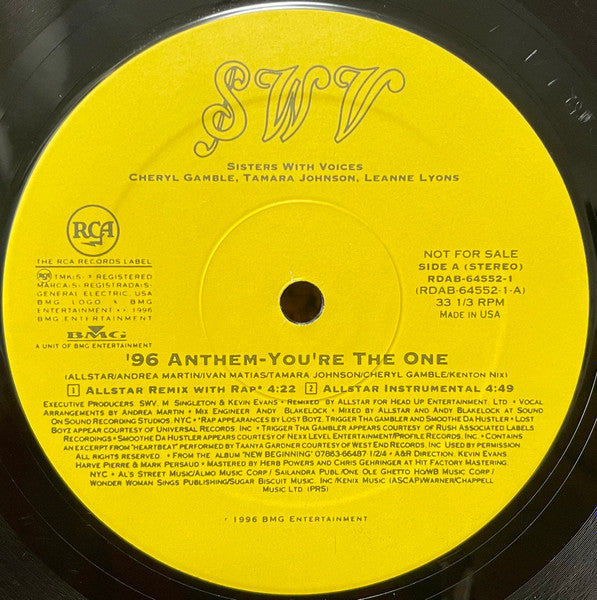 SWV
SISTERS WITH VOICES
CHERYL GAMBLE, TAMARA JOHNSON, LEANNE LYONS
RCA
THE RCA RECORDS LABEL
RCA TMK(S) ® REGISTERED
MARCA(S) REGISTRADA(S)
GENERAL ELECTRIC, USA
BMG LOGO ® BMG
ENTERTAINMENT • © 1996
BMG ENTERTAINMENT
BMG
A UNIT OF BMG ENTERTAINMENT
NOT FOR SALE
SIDE A (STEREO)
RDAB-64552-1
(RDAB-64552-1-A)
33 1/3 RPM
MADE IN USA
'96 ANTHEM-YOU'RE THE ONE
(ALLSTAR/ANDREA MARTIN/IVAN MATIAS/TAMARA JOHNSON/CHERYL GAMBLE/KENTON NIX)
1 ALLSTAR REMIX WITH RAP* 4:22 2 ALLSTAR INSTRUMENTAL 4:49
EXECUTIVE PRODUCERS: SWV, M. SINGLETON & KEVIN EVANS • REMIXED BY ALLSTAR FOR HEAD UP ENTERTAINMENT LTD. • VOCAL
ARRANGEMENTS BY ANDREA MARTIN • MIX ENGINEER ANDY BLAKELOCK • MIXED BY ALLSTAR AND ANDY BLAKELOCK AT SOUND
ON SOUND RECORDING STUDIOS, NYC. • *RAP APPEARANCES BY LOST BOYZ, TRIGGER THA GAMBLER AND SMOOTHE DA HUSTLER • LOST
BOYZ APPEAR COURTESY OF UNIVERSAL RECORDS, INC. • TRIGGER THA GAMBLER APPEARS COURTESY OF RUSH ASSOCIATED LABELS
RECORDINGS • SMOOTHE DA HUSTLER APPEARS COURTESY OF NEXX LEVEL ENTERTAINMENT/PROFILE RECORDS, INC. • CONTAINS
AN EXCERPT FROM "HEARTBEAT" PERFORMED BY TAANYA GARDNER COURTESY OF WEST END RECORDS, INC. USED BY PERMISSION.
ALL RIGHTS RESERVED. • FROM THE ALBUM "NEW BEGINNING" 07863-66487-1/2/4 • A&R DIRECTION: KEVIN EVANS,
HARVE PIERRE & MARK PERSAUD • MASTERED BY HERB POWERS AND CHRIS GEHRINGER AT HIT FACTORY MASTERING,
NYC • AL'S STREET MUSIC/ALMO MUSIC CORP./ SAILANDRA PUBL./ONE OLE GHETTO HO/WB MUSIC CORP./
WONDER WOMAN SINGS PUBLISHING/SUGAR BISCUIT MUSIC, INC./KENIX MUSIC (ASCAP)/WARNER/CHAPPELL
MUSIC LTD. (PRS)
1996 BMG ENTERTAINMENT